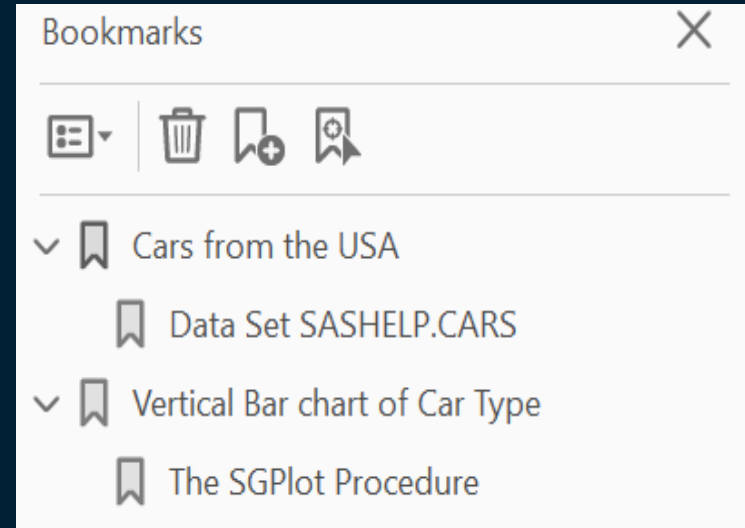 Bookmarks
Cars from the USA
Data Set SASHELP.CARS
Vertical Bar chart of Car Type
The SGPlot Procedure